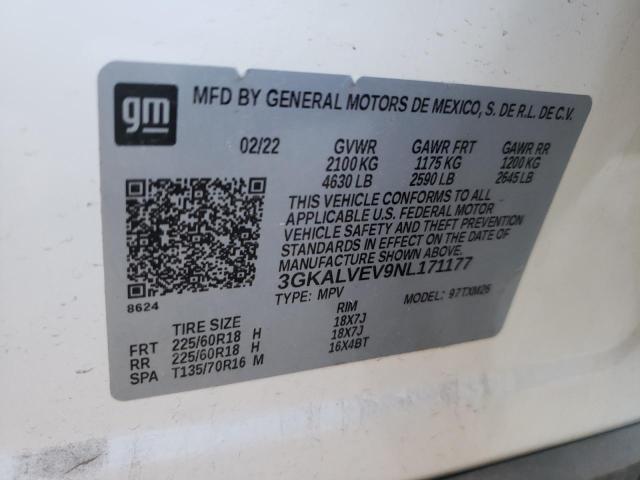 gm
MFD BY GENERAL MOTORS DE MEXICO, S. DE R.L. DE C.V.
02/22 GVWR GAWR FRT GAWR RR
2100 KG 1175 KG 1200 KG
4630 LB 2590 LB 2645 LB
THIS VEHICLE CONFORMS TO ALL
APPLICABLE U.S. FEDERAL MOTOR
VEHICLE SAFETY AND THEFT PREVENTION
STANDARDS IN EFFECT ON THE DATE OF
MANUFACTURE SHOWN ABOVE.
3GKALVEV9NL171177
TYPE: MPV MODEL: 97TXM26
8624
TIRE SIZE RIM
FRT 225/60R18 H 18X7J
RR 225/60R18 H 18X7J
SPA T135/70R16 M 16X4BT